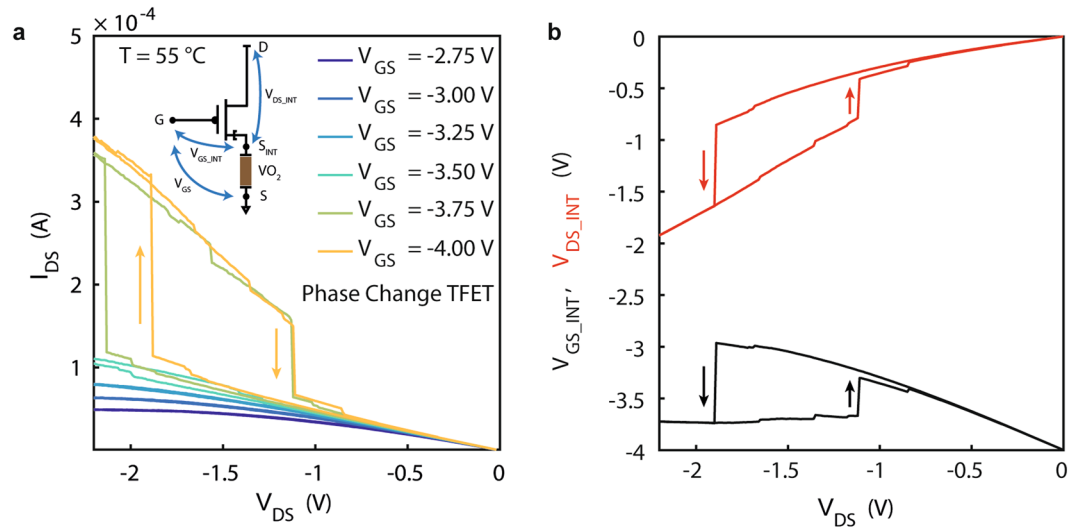 a
× 10⁻⁴
5
4
3
2
1
I_DS (A)
T = 55 °C
D
V_DS_INT
G
S_INT
V_GS_INT
VO₂
V_GS
S
V_GS = -2.75 V
V_GS = -3.00 V
V_GS = -3.25 V
V_GS = -3.50 V
V_GS = -3.75 V
V_GS = -4.00 V
Phase Change TFET
-2 -1.5 -1 -0.5 0
V_DS (V)
b
0
-0.5
-1
-1.5
-2
-2.5
-3
-3.5
-4
V_GS_INT, V_DS_INT (V)
-2 -1.5 -1 -0.5 0
V_DS (V)